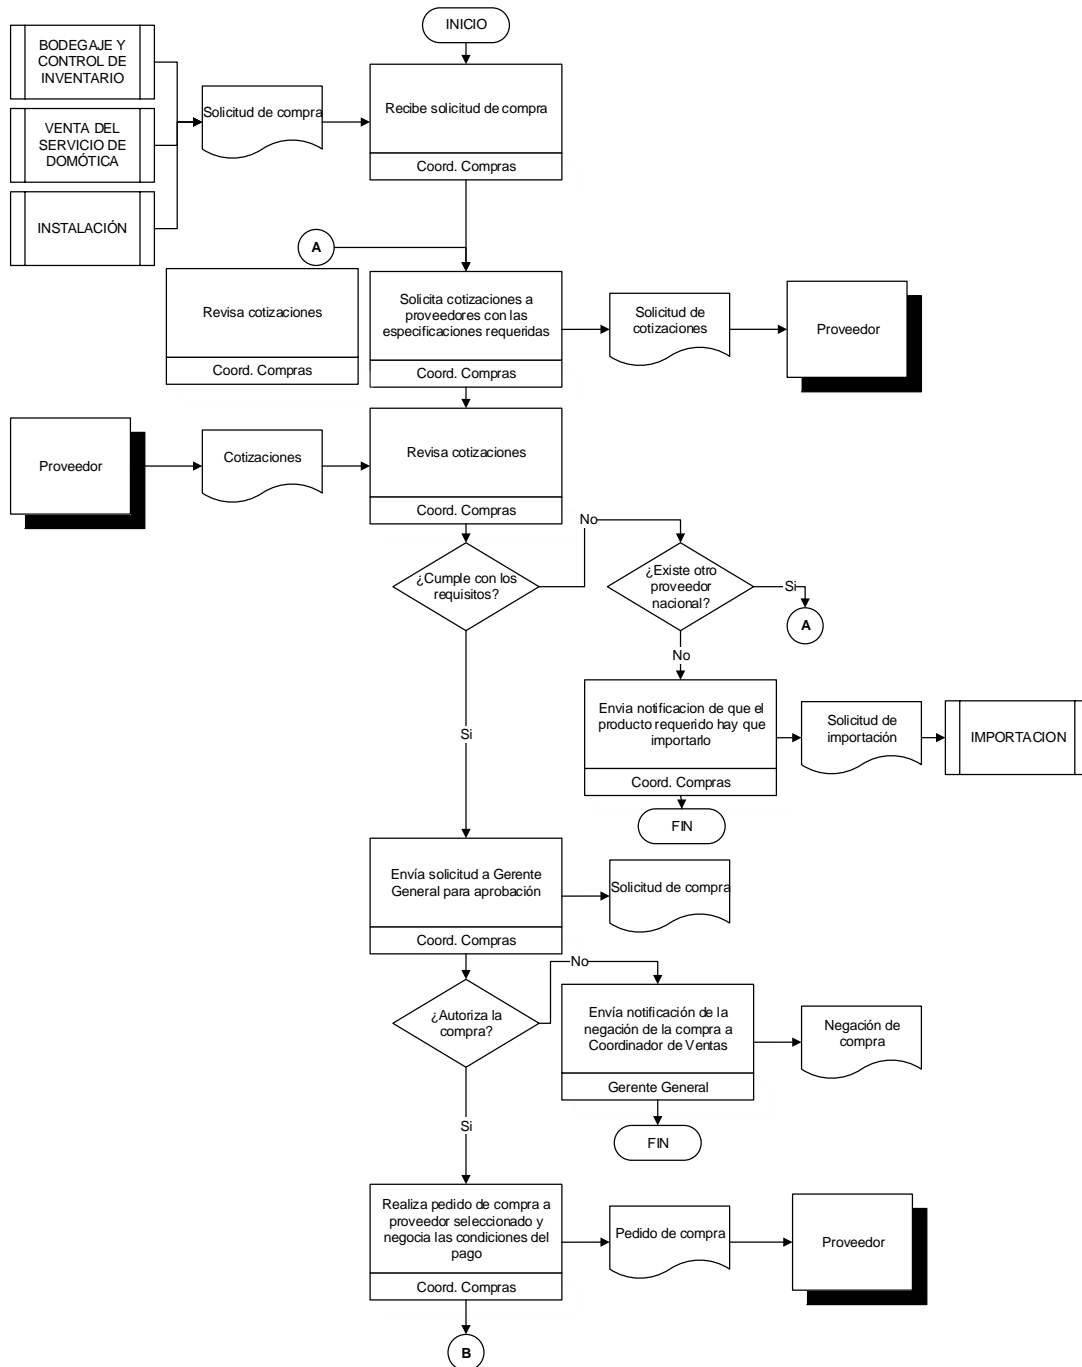 INICIO
BODEGAJE Y
CONTROL DE
INVENTARIO
Solicitud de compra
Recibe solicitud de compra
Coord. Compras
VENTA DEL
SERVICIO DE
DOMÓTICA
INSTALACIÓN
A
Revisa cotizaciones
Coord. Compras
Solicita cotizaciones a
proveedores con las
especificaciones requeridas
Coord. Compras
Solicitud de
cotizaciones
Proveedor
Proveedor
Cotizaciones
Revisa cotizaciones
Coord. Compras
¿Cumple con los
requisitos?
No
¿Existe otro
proveedor
nacional?
Si
A
No
Envia notificacion de que el
producto requerido hay que
importarlo
Coord. Compras
Solicitud de
importación
IMPORTACION
FIN
Si
Envía solicitud a Gerente
General para aprobación
Coord. Compras
Solicitud de compra
¿Autoriza la
compra?
No
Envía notificación de la
negación de la compra a
Coordinador de Ventas
Gerente General
Negación de
compra
FIN
Si
Realiza pedido de compra a
proveedor seleccionado y
negocia las condiciones del
pago
Coord. Compras
Pedido de compra
Proveedor
B